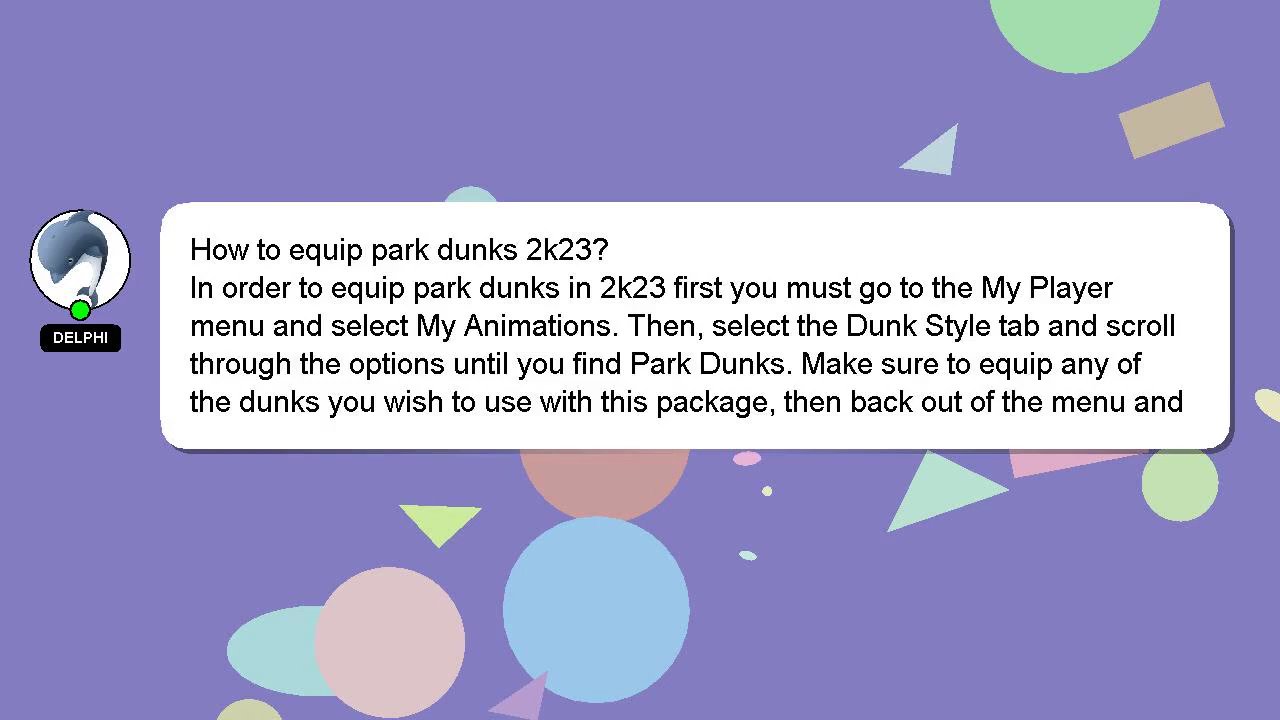 How to equip park dunks 2k23?
In order to equip park dunks in 2k23 first you must go to the My Player
menu and select My Animations. Then, select the Dunk Style tab and scroll
through the options until you find Park Dunks. Make sure to equip any of
the dunks you wish to use with this package, then back out of the menu and
DELPHI